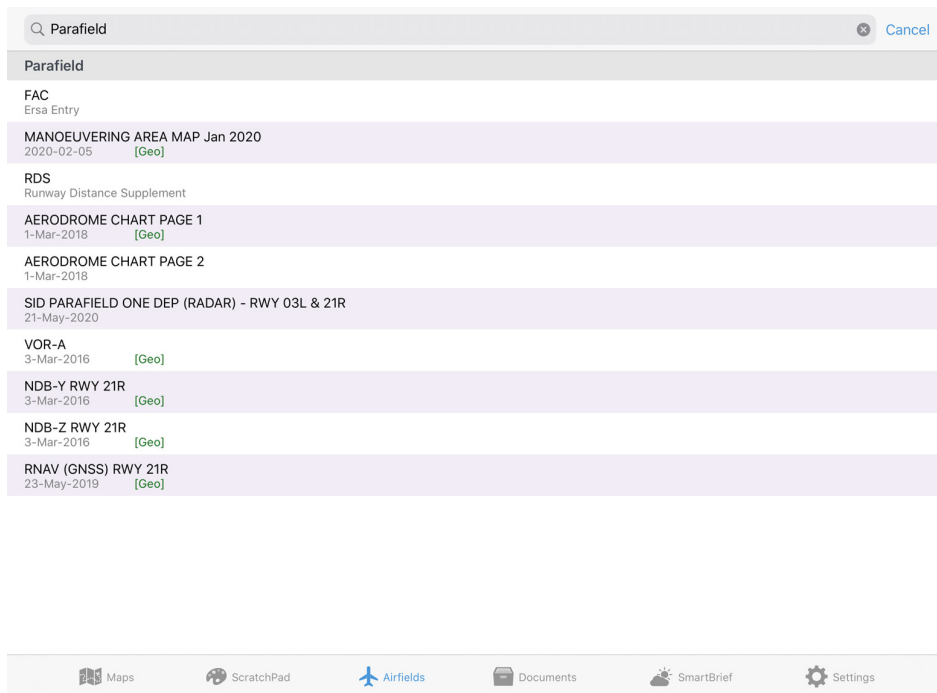 Parafield
Cancel
Parafield
FAC
Ersa Entry
MANOEUVERING AREA MAP Jan 2020
2020-02-05 [Geo]
RDS
Runway Distance Supplement
AERODROME CHART PAGE 1
1-Mar-2018 [Geo]
AERODROME CHART PAGE 2
1-Mar-2018
SID PARAFIELD ONE DEP (RADAR) - RWY 03L & 21R
21-May-2020
VOR-A
3-Mar-2016 [Geo]
NDB-Y RWY 21R
3-Mar-2016 [Geo]
NDB-Z RWY 21R
3-Mar-2016 [Geo]
RNAV (GNSS) RWY 21R
23-May-2019 [Geo]
Maps ScratchPad Airfields Documents SmartBrief Settings